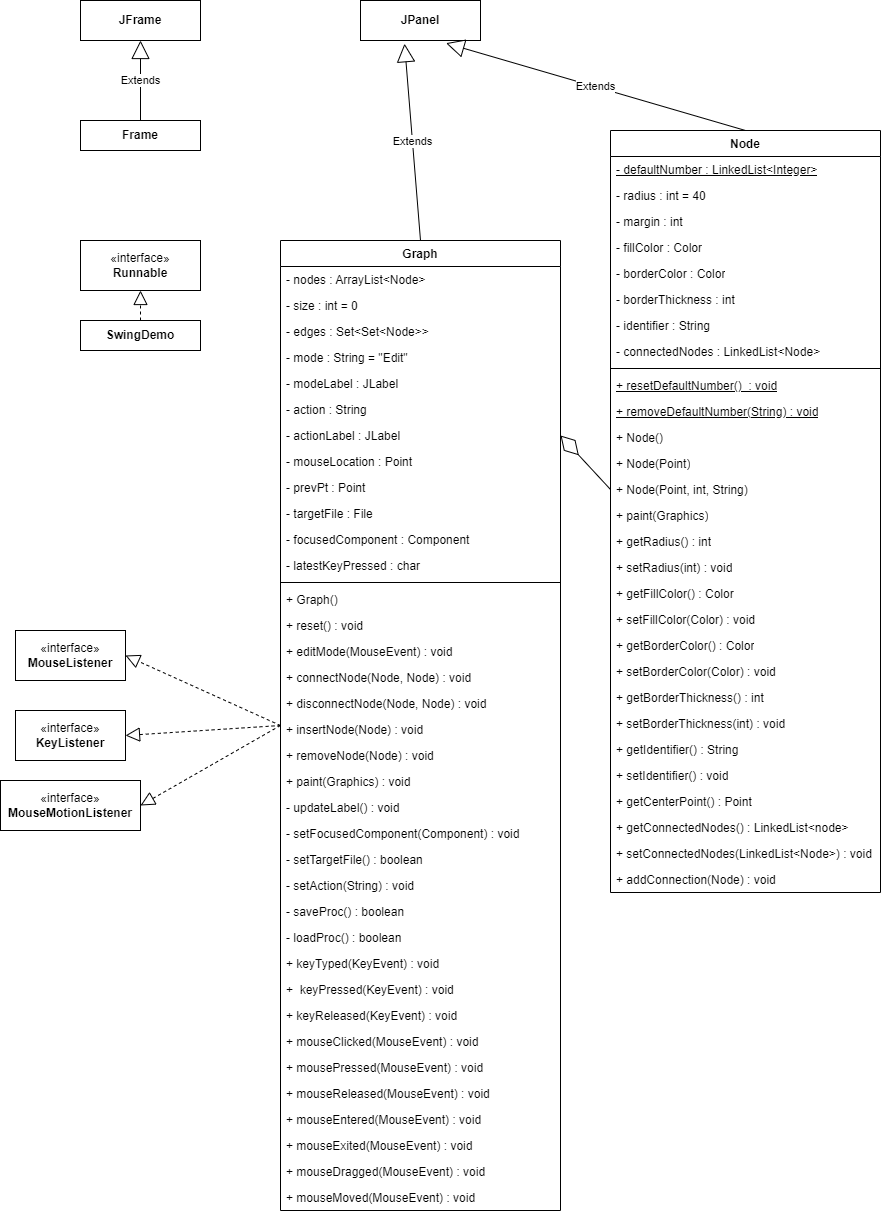 JFrame
Extends
Frame
«interface»
Runnable
SwingDemo
JPanel
Extends
Extends
Graph
- nodes : ArrayList<Node>
- size : int = 0
- edges : Set<Set<Node>>
- mode : String = "Edit"
- modeLabel : JLabel
- action : String
- actionLabel : JLabel
- mouseLocation : Point
- prevPt : Point
- targetFile : File
- focusedComponent : Component
- latestKeyPressed : char
+ Graph()
+ reset() : void
+ editMode(MouseEvent) : void
+ connectNode(Node, Node) : void
+ disconnectNode(Node, Node) : void
+ insertNode(Node) : void
+ removeNode(Node) : void
+ paint(Graphics) : void
- updateLabel() : void
- setFocusedComponent(Component) : void
- setTargetFile() : boolean
- setAction(String) : void
- saveProc() : boolean
- loadProc() : boolean
+ keyTyped(KeyEvent) : void
+  keyPressed(KeyEvent) : void
+ keyReleased(KeyEvent) : void
+ mouseClicked(MouseEvent) : void
+ mousePressed(MouseEvent) : void
+ mouseReleased(MouseEvent) : void
+ mouseEntered(MouseEvent) : void
+ mouseExited(MouseEvent) : void
+ mouseDragged(MouseEvent) : void
+ mouseMoved(MouseEvent) : void
«interface»
MouseListener
«interface»
KeyListener
«interface»
MouseMotionListener
Node
- defaultNumber : LinkedList<Integer>
- radius : int = 40
- margin : int
- fillColor : Color
- borderColor : Color
- borderThickness : int
- identifier : String
- connectedNodes : LinkedList<Node>
+ resetDefaultNumber()  : void
+ removeDefaultNumber(String) : void
+ Node()
+ Node(Point)
+ Node(Point, int, String)
+ paint(Graphics)
+ getRadius() : int
+ setRadius(int) : void
+ getFillColor() : Color
+ setFillColor(Color) : void
+ getBorderColor() : Color
+ setBorderColor(Color) : void
+ getBorderThickness() : int
+ setBorderThickness(int) : void
+ getIdentifier() : String
+ setIdentifier() : void
+ getCenterPoint() : Point
+ getConnectedNodes() : LinkedList<node>
+ setConnectedNodes(LinkedList<Node>) : void
+ addConnection(Node) : void